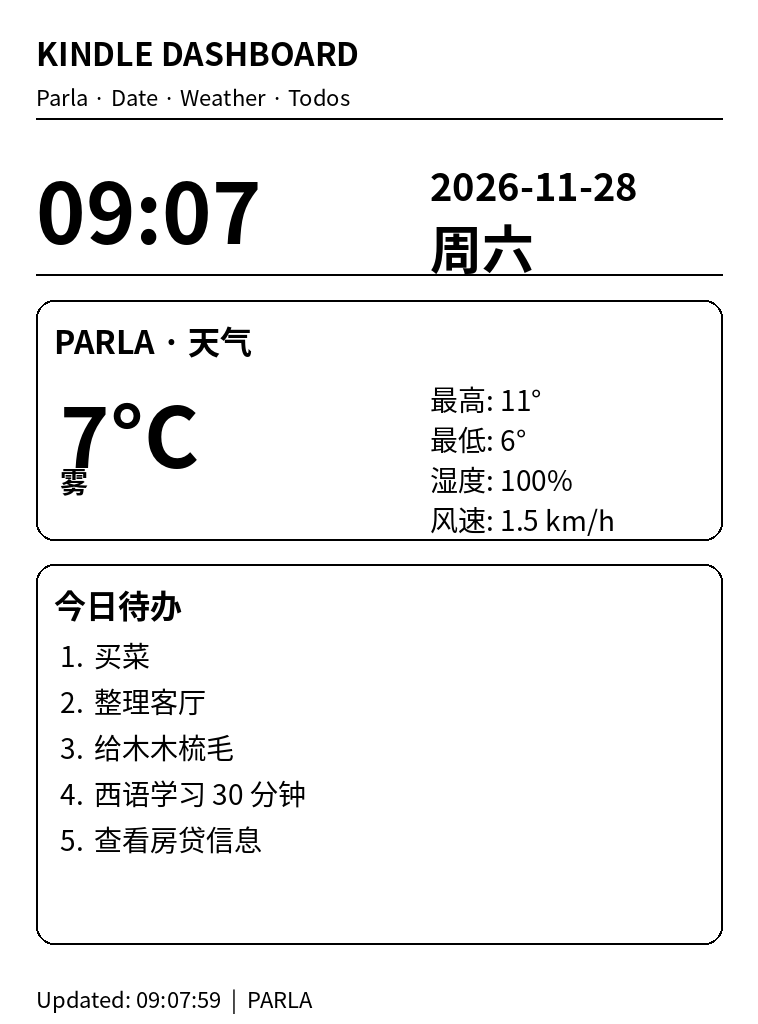 KINDLE DASHBOARD
Parla · Date · Weather · Todos
09:07
2026-11-28
周六
PARLA · 天气
7°C
雾
最高: 11°
最低: 6°
湿度: 100%
风速: 1.5 km/h
今日待办
1. 买菜
2. 整理客厅
3. 给木木梳毛
4. 西语学习 30 分钟
5. 查看房贷信息
Updated: 09:07:59 | PARLA